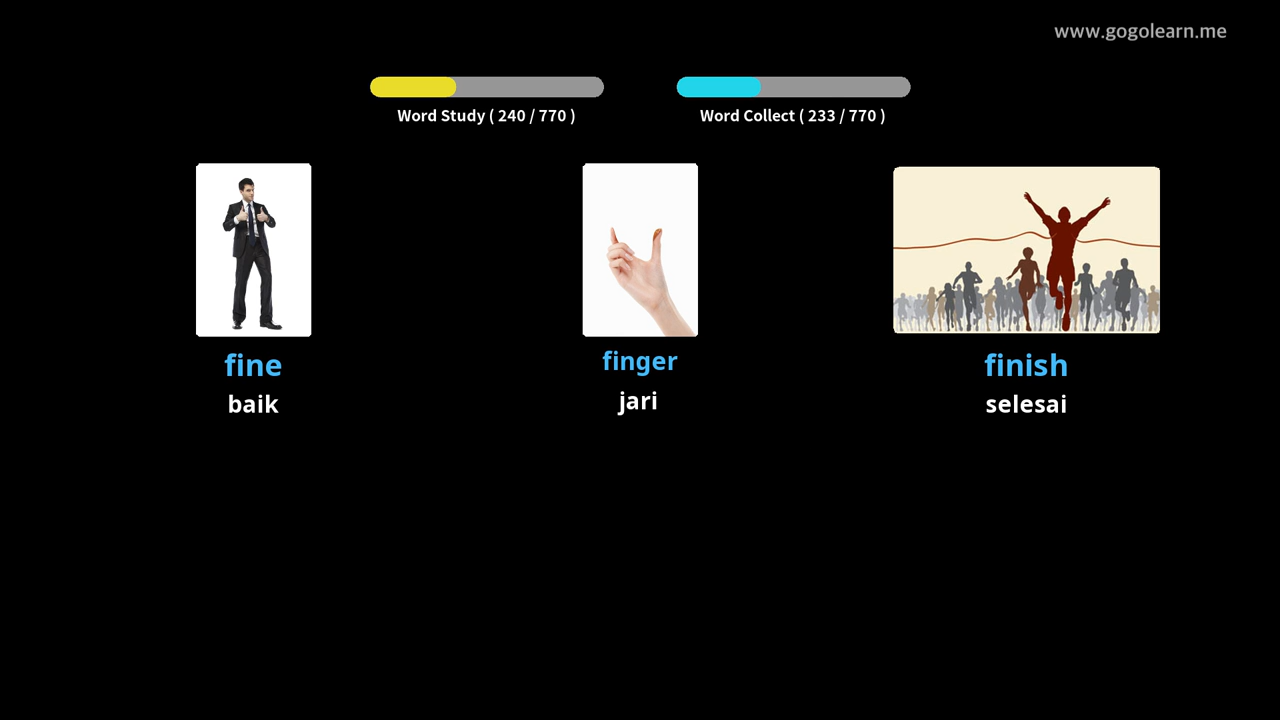 www.gogolearn.me
Word Study ( 240 / 770 )
Word Collect ( 233 / 770 )
fine
baik
finger
jari
finish
selesai